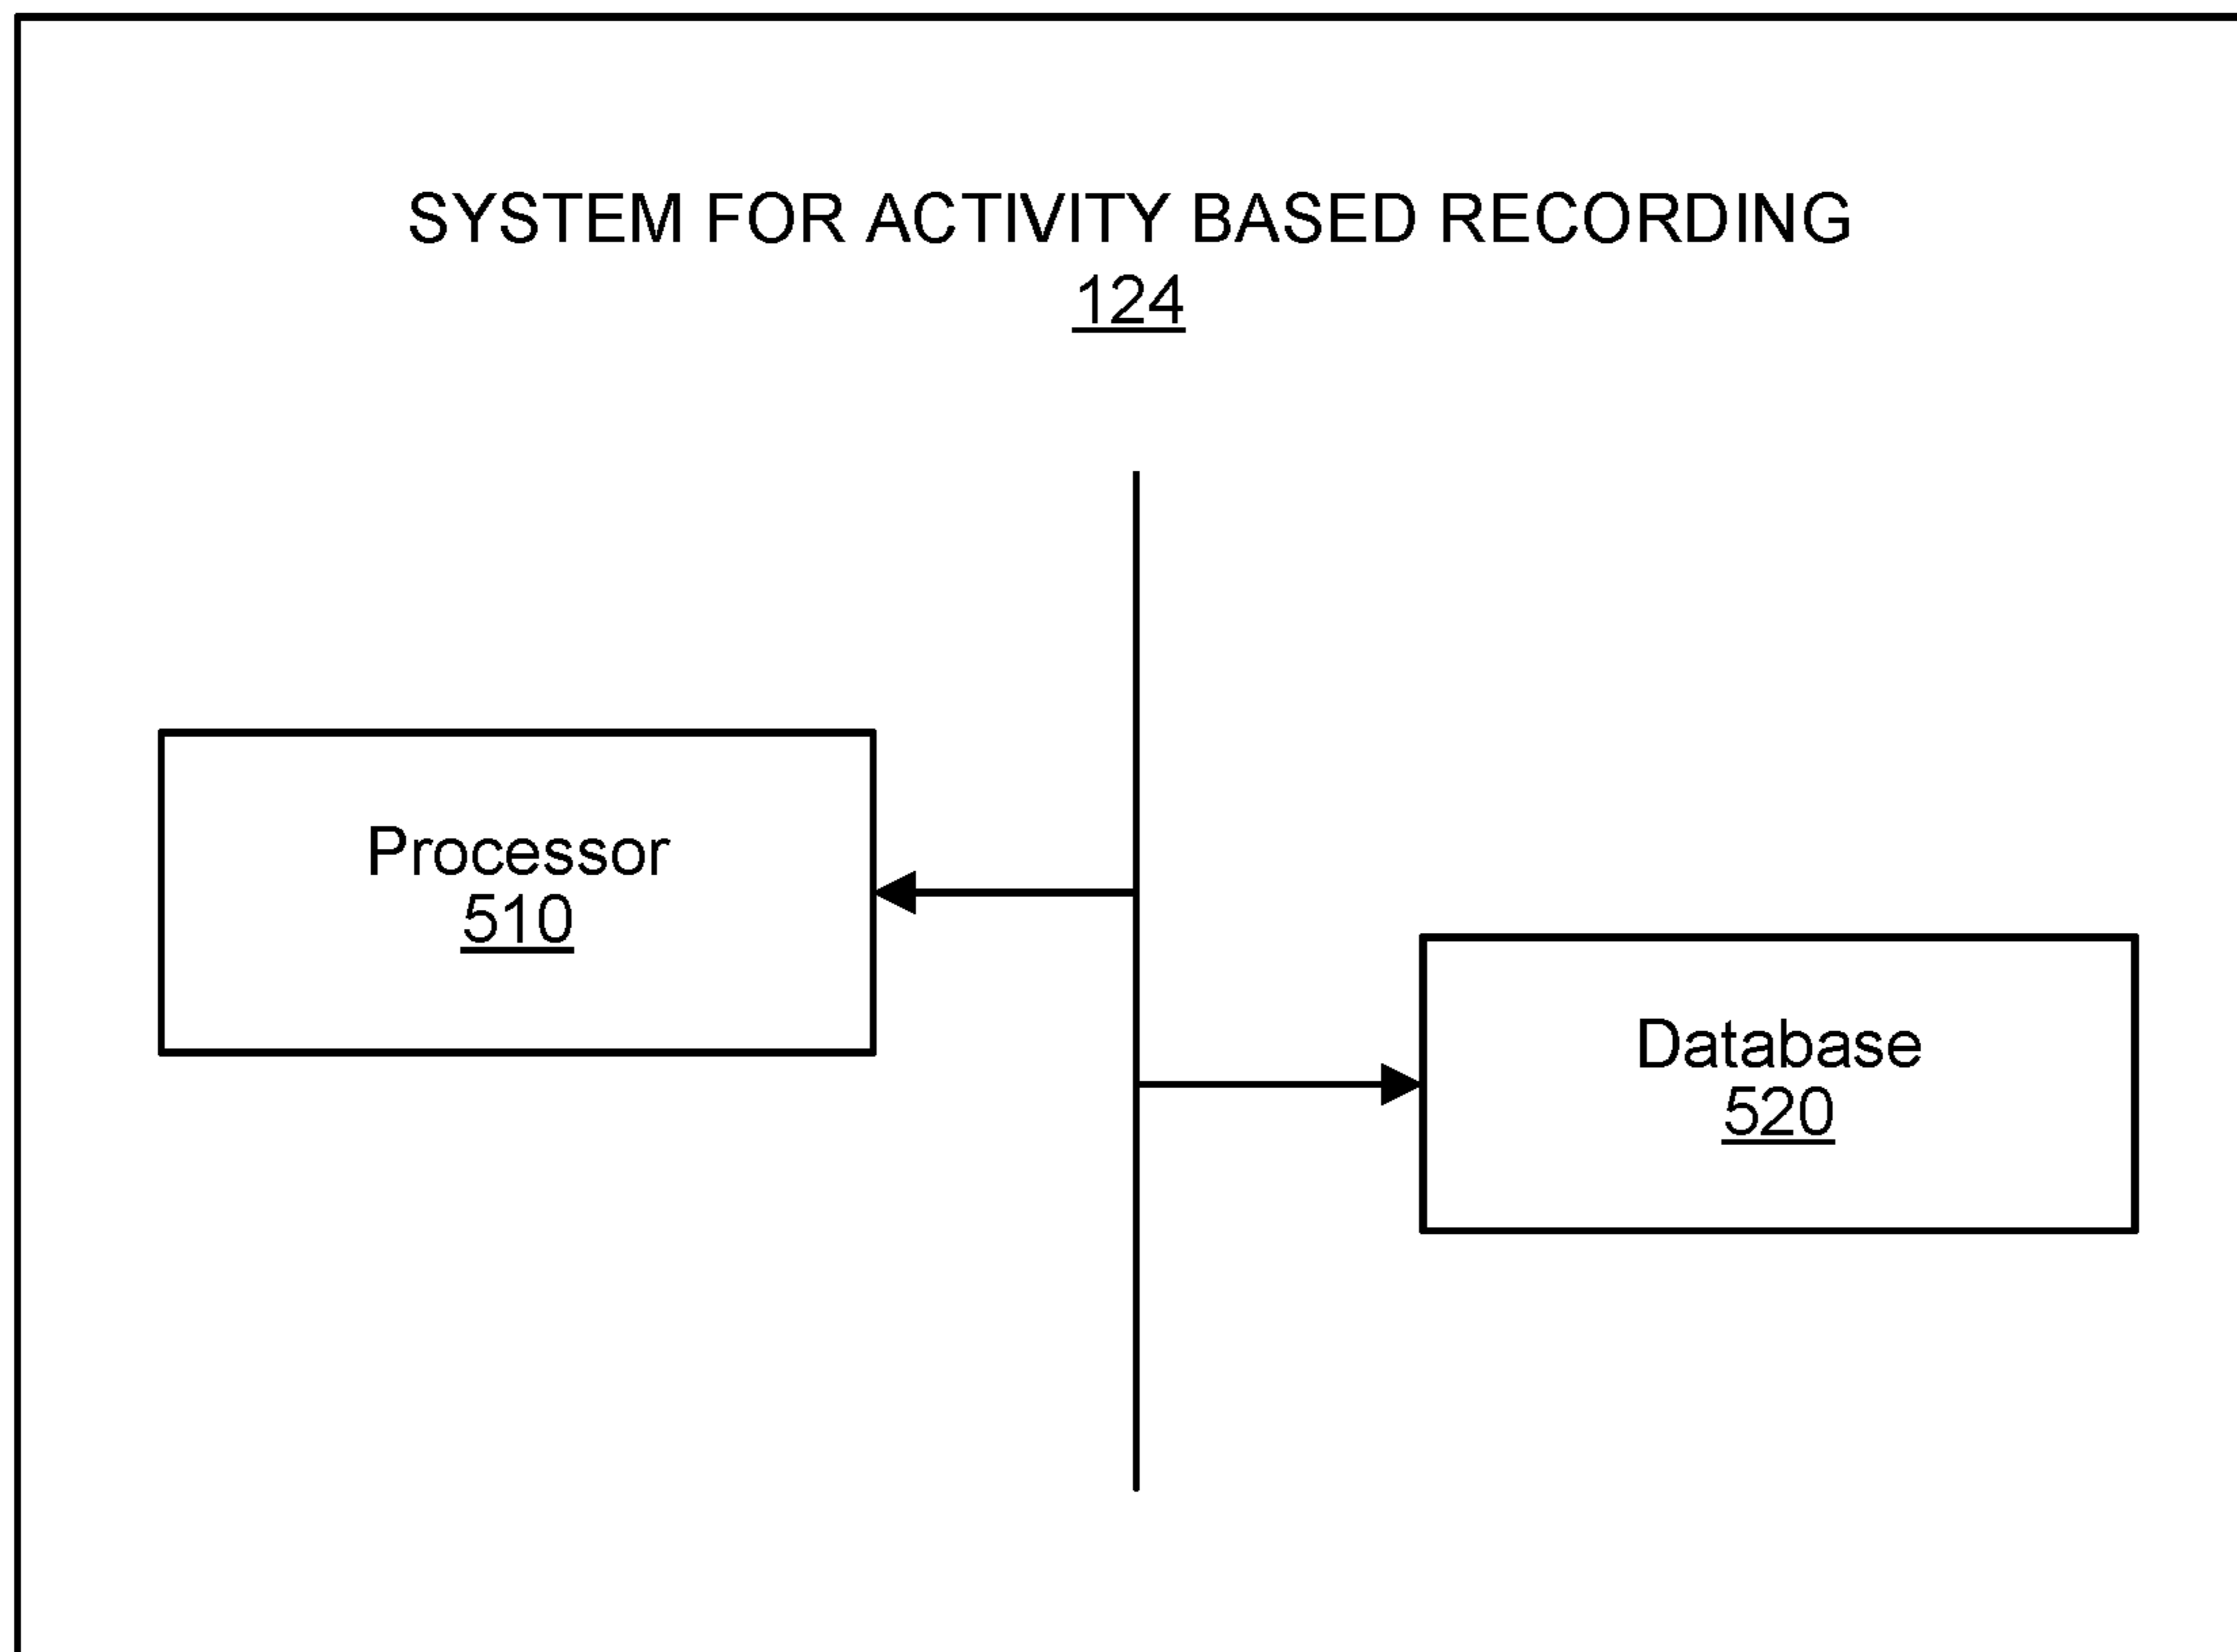 SYSTEM FOR ACTIVITY BASED RECORDING
124
Processor
510
Database
520